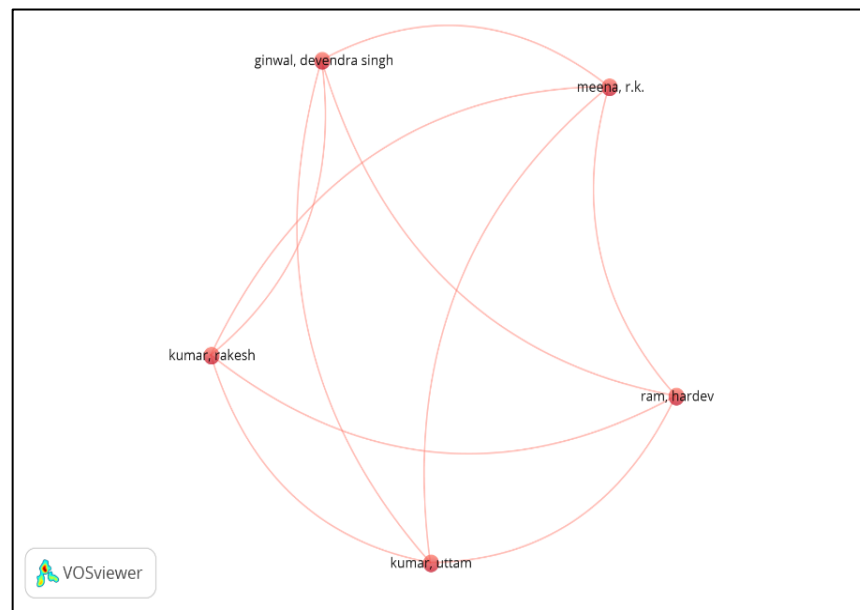 ginwal, devendra singh
meena, r.k.
kumar, rakesh
ram, hardev
kumar, uttam
VOSviewer